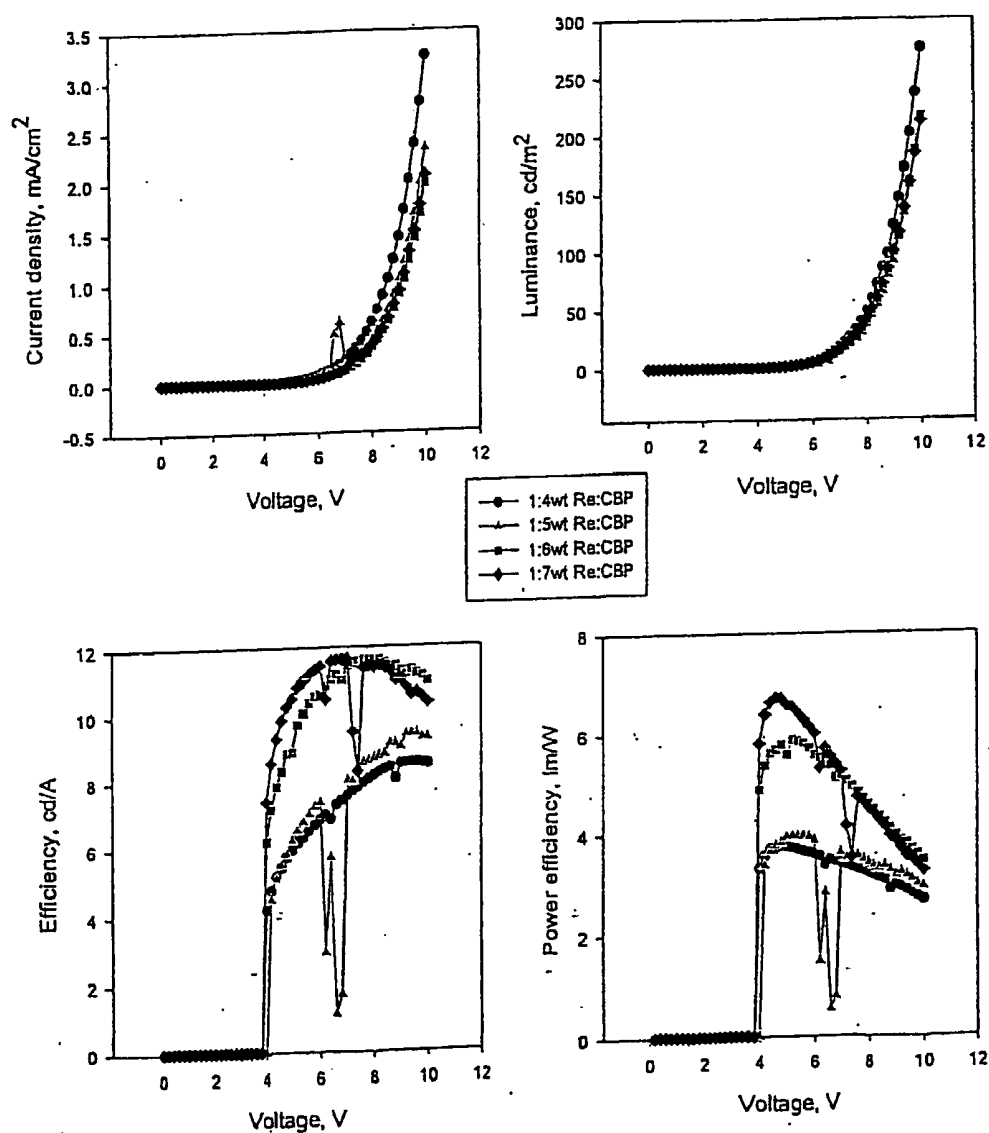 3.5
3.0
2.5
2.0
1.5
1.0
0.5
0.0
-0.5
Current density, mA/cm²
0 2 4 6 8 10 12
Voltage, V
300
250
200
150
100
50
0
Luminance, cd/m²
0 2 4 6 8 10 12
Voltage, V
1:4wt Re:CBP
1:5wt Re:CBP
1:6wt Re:CBP
1:7wt Re:CBP
12
10
8
6
4
2
0
Efficiency, cd/A
0 2 4 6 8 10 12
Voltage, V
8
6
4
2
0
Power efficiency, lm/W
0 2 4 6 8 10 12
Voltage, V